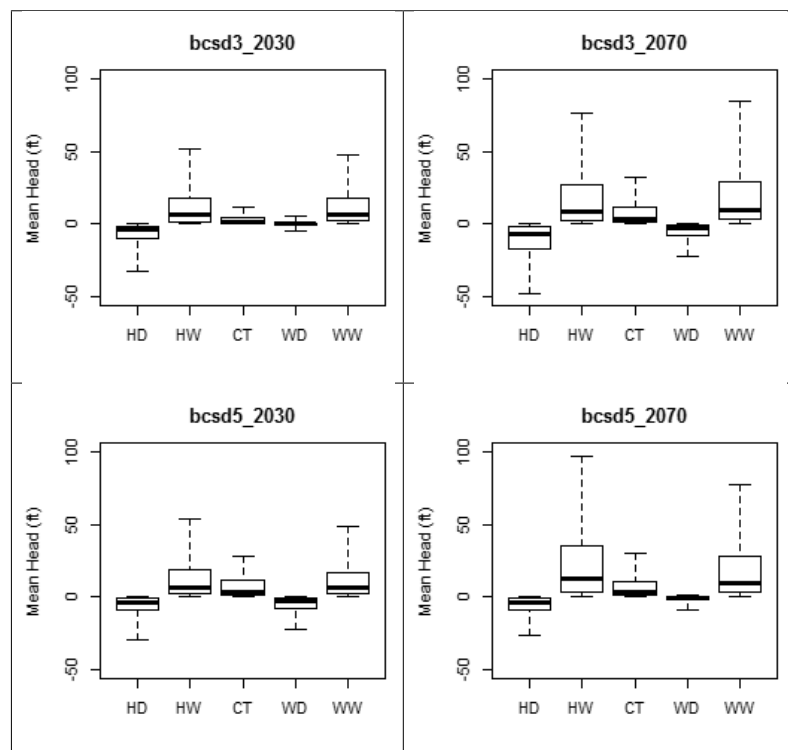 bcsd3_2030
Mean Head (ft)
100
50
0
-50
HD HW CT WD WW
bcsd3_2070
Mean Head (ft)
100
50
0
-50
HD HW CT WD WW
bcsd5_2030
Mean Head (ft)
100
50
0
-50
HD HW CT WD WW
bcsd5_2070
Mean Head (ft)
100
50
0
-50
HD HW CT WD WW